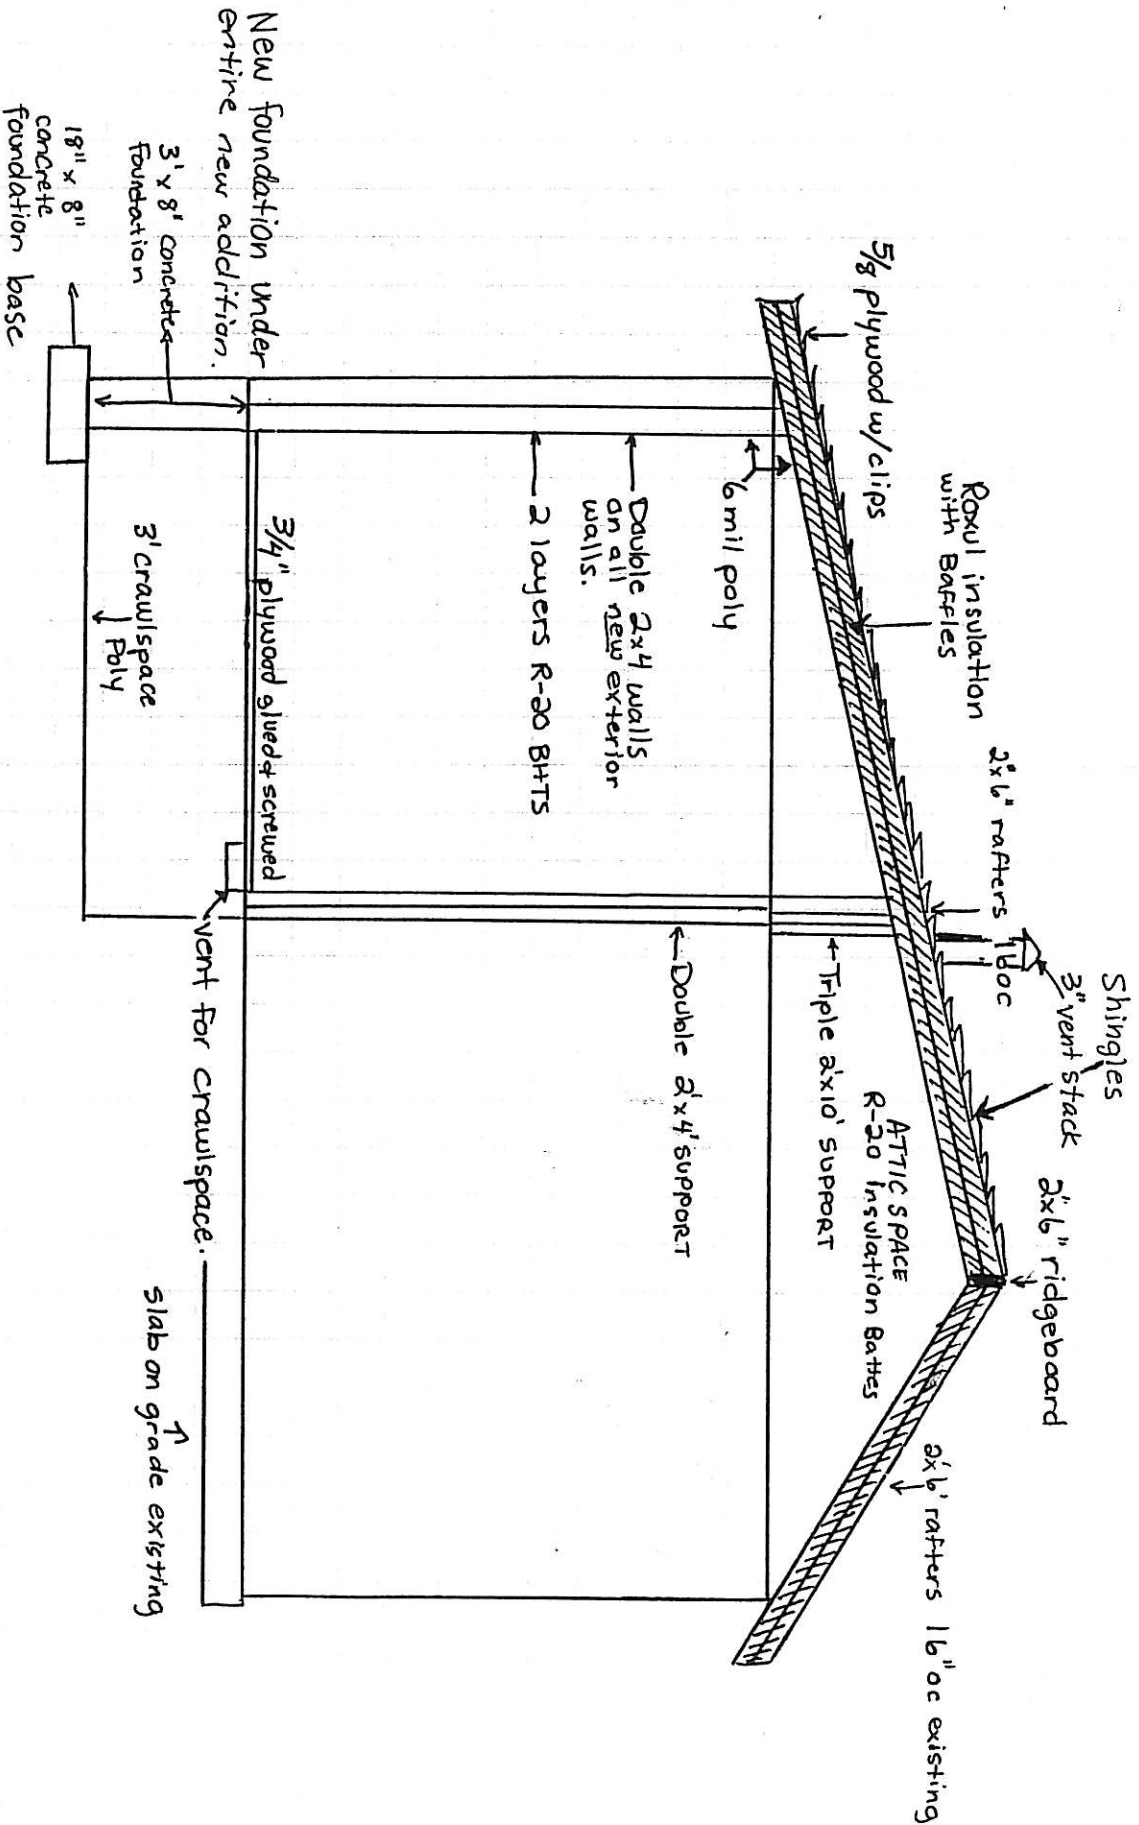 Shingles
3" vent stack
2"x6" ridgeboard
2"x6" rafters
16oc
Roxul insulation
with Baffles
5/8 plywood w/clips
2'x6' rafters 16" oc existing
ATTIC SPACE
R-20 Insulation Battes
Triple 2'x10' SUPPORT
6 mil poly
Double 2x4 walls
on all new exterior
walls.
2 layers R-20 BHTS
Double 2'x4' SUPPORT
3/4" plywood glued & screwed
New foundation under
entire new addition.
3' x 8' concrete
foundation
18" x 8"
concrete
foundation base
3' crawlspace
Poly
vent for crawlspace.
slab on grade existing